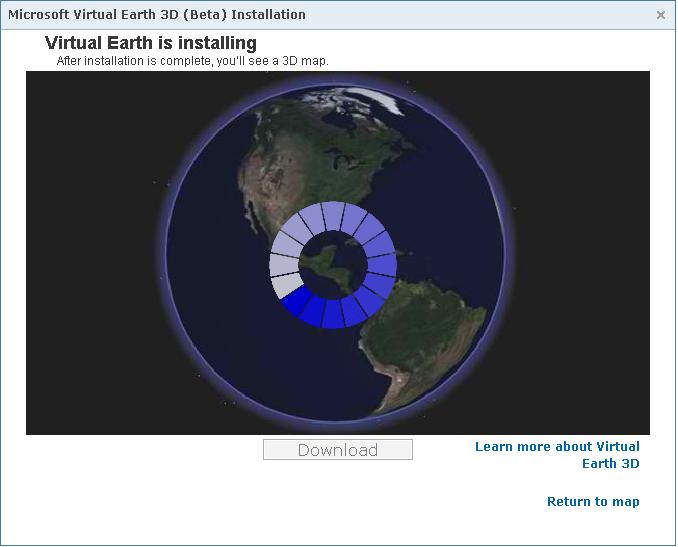 Microsoft Virtual Earth 3D (Beta) Installation
Virtual Earth is installing
After installation is complete, you'll see a 3D map.
Download
Learn more about Virtual
Earth 3D
Return to map